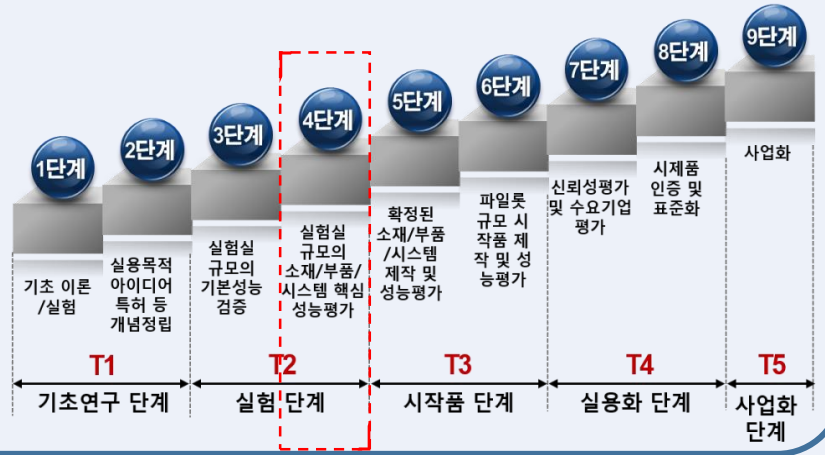 1단계
2단계
3단계
4단계
5단계
6단계
7단계
8단계
9단계
기초 이론
/실험
실용목적
아이디어
특허 등
개념정립
실험실
규모의
기본성능
검증
실험실
규모의
소재/부품/
시스템 핵심
성능평가
확정된
소재/부품
/시스템
제작 및
성능평가
파일롯
규모 시
작품 제
작 및 성
능평가
신뢰성평가
및 수요기업
평가
시제품
인증 및
표준화
사업화
T1
기초연구 단계
T2
실험 단계
T3
시작품 단계
T4
실용화 단계
T5
사업화
단계